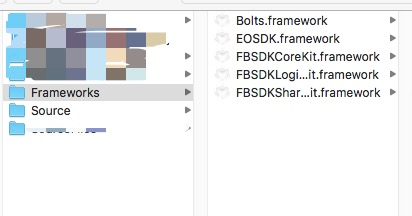 Frameworks
Source
Bolts.framework
EOSDK.framework
FBSDKCoreKit.framework
FBSDKLogi...it.framework
FBSDKShar...it.framework